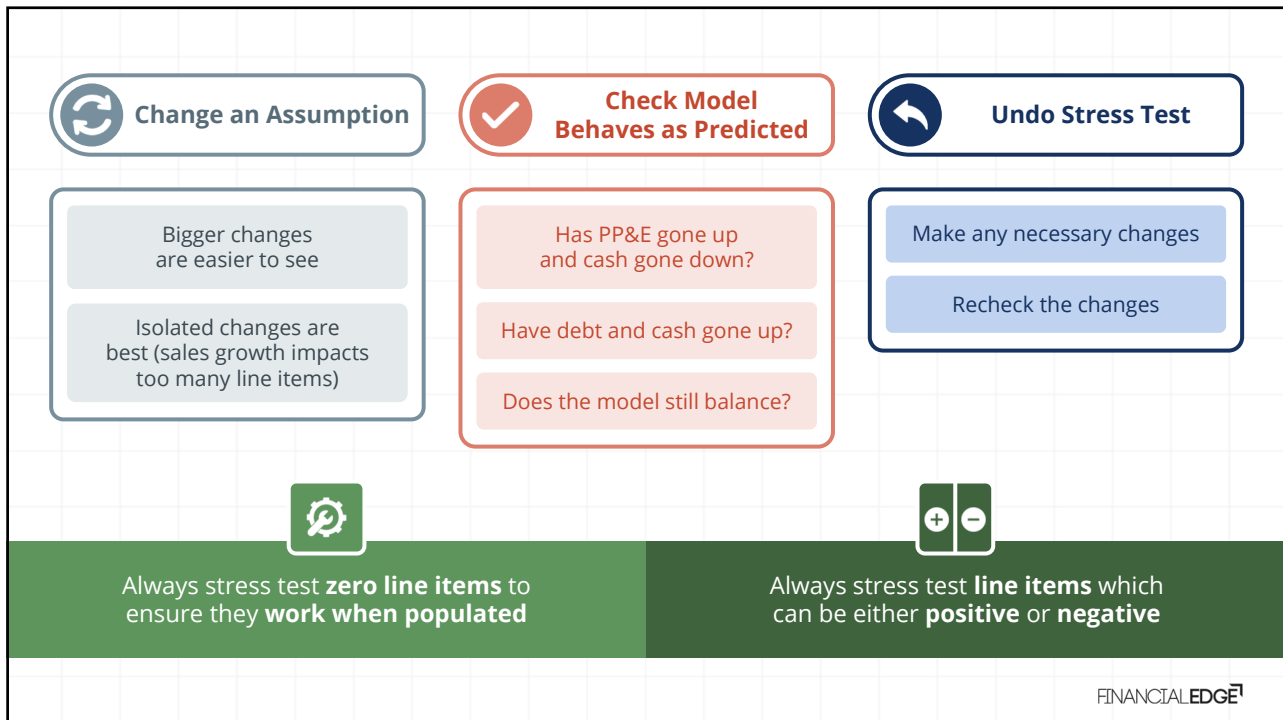 Change an Assumption
Bigger changes
are easier to see
Isolated changes are
best (sales growth impacts
too many line items)
Check Model
Behaves as Predicted
Has PP&E gone up
and cash gone down?
Have debt and cash gone up?
Does the model still balance?
Undo Stress Test
Make any necessary changes
Recheck the changes
Always stress test zero line items to
ensure they work when populated
Always stress test line items which
can be either positive or negative
FINANCIALEDGE